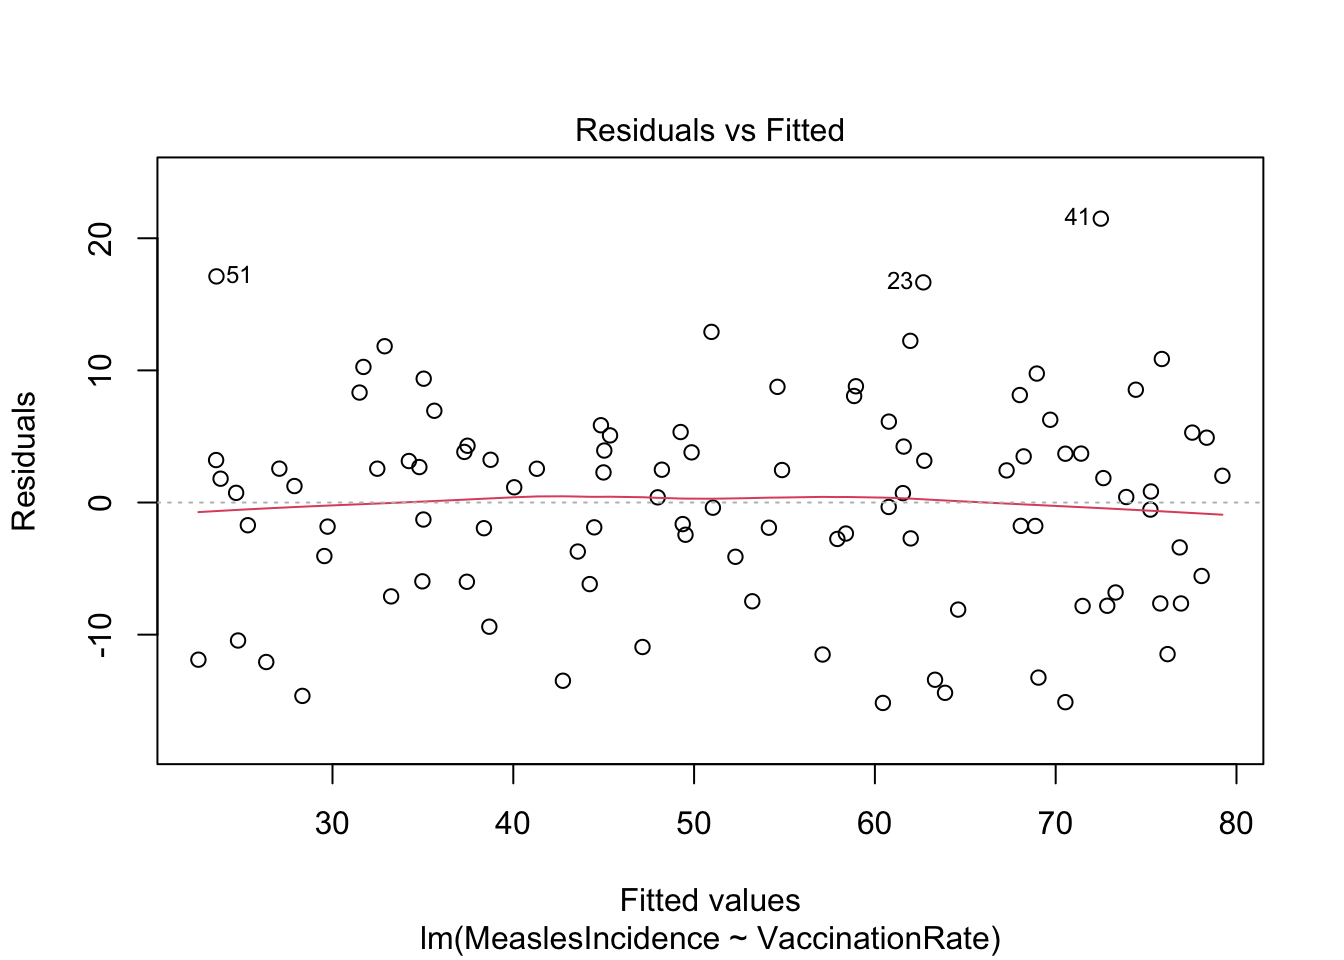 Residuals vs Fitted
41
51
23
20
10
0
-10
Residuals
30 40 50 60 70 80
Fitted values
lm(MeaslesIncidence ~ VaccinationRate)